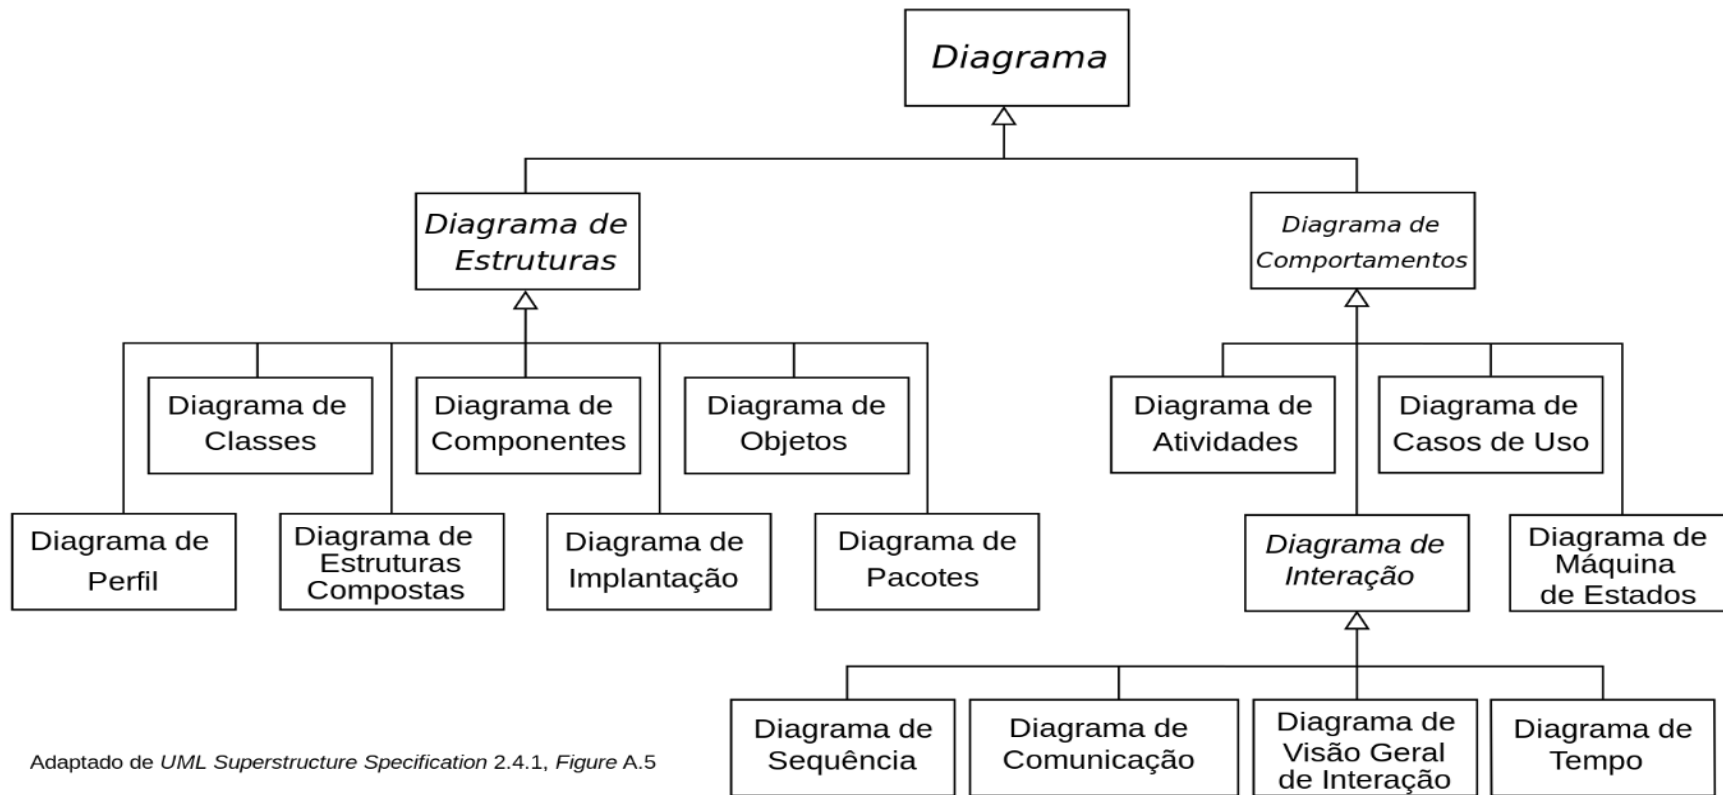 Diagrama
Diagrama de
Estruturas
Diagrama de
Comportamentos
Diagrama de
Classes
Diagrama de
Componentes
Diagrama de
Objetos
Diagrama de
Atividades
Diagrama de
Casos de Uso
Diagrama de
Perfil
Diagrama de
Estruturas
Compostas
Diagrama de
Implantação
Diagrama de
Pacotes
Diagrama de
Interação
Diagrama de
Máquina
de Estados
Diagrama de
Sequência
Diagrama de
Comunicação
Diagrama de
Visão Geral
de Interação
Diagrama de
Tempo
Adaptado de UML Superstructure Specification 2.4.1, Figure A.5